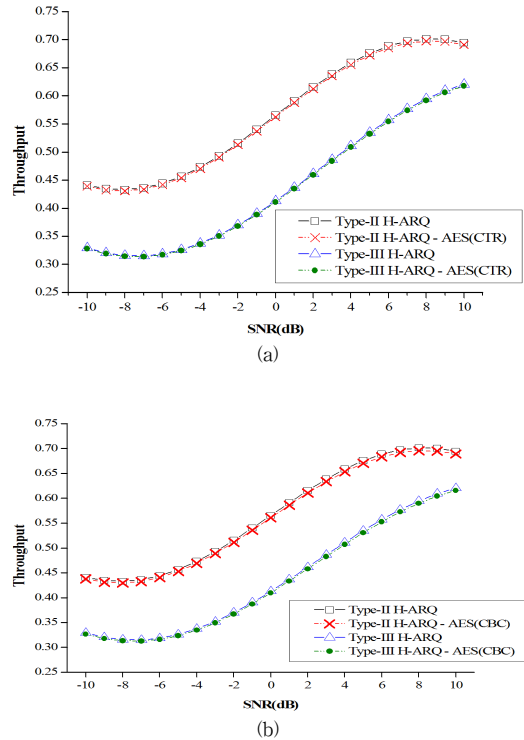 0.75
0.70
0.65
0.60
0.55
0.50
0.45
0.40
0.35
0.30
0.25
Throughput
-10 -8 -6 -4 -2 0 2 4 6 8 10
SNR(dB)
Type-II H-ARQ
Type-II H-ARQ - AES(CTR)
Type-III H-ARQ
Type-III H-ARQ - AES(CTR)
(a)
0.75
0.70
0.65
0.60
0.55
0.50
0.45
0.40
0.35
0.30
0.25
Throughput
-10 -8 -6 -4 -2 0 2 4 6 8 10
SNR(dB)
Type-II H-ARQ
Type-II H-ARQ - AES(CBC)
Type-III H-ARQ
Type-III H-ARQ - AES(CBC)
(b)